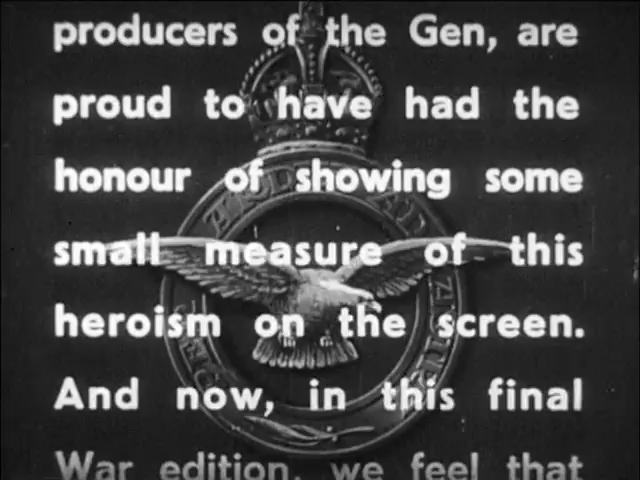 producers of the Gen, are
proud to have had the
honour of showing some
small measure of this
heroism on the screen.
And now, in this final
War edition, we feel that